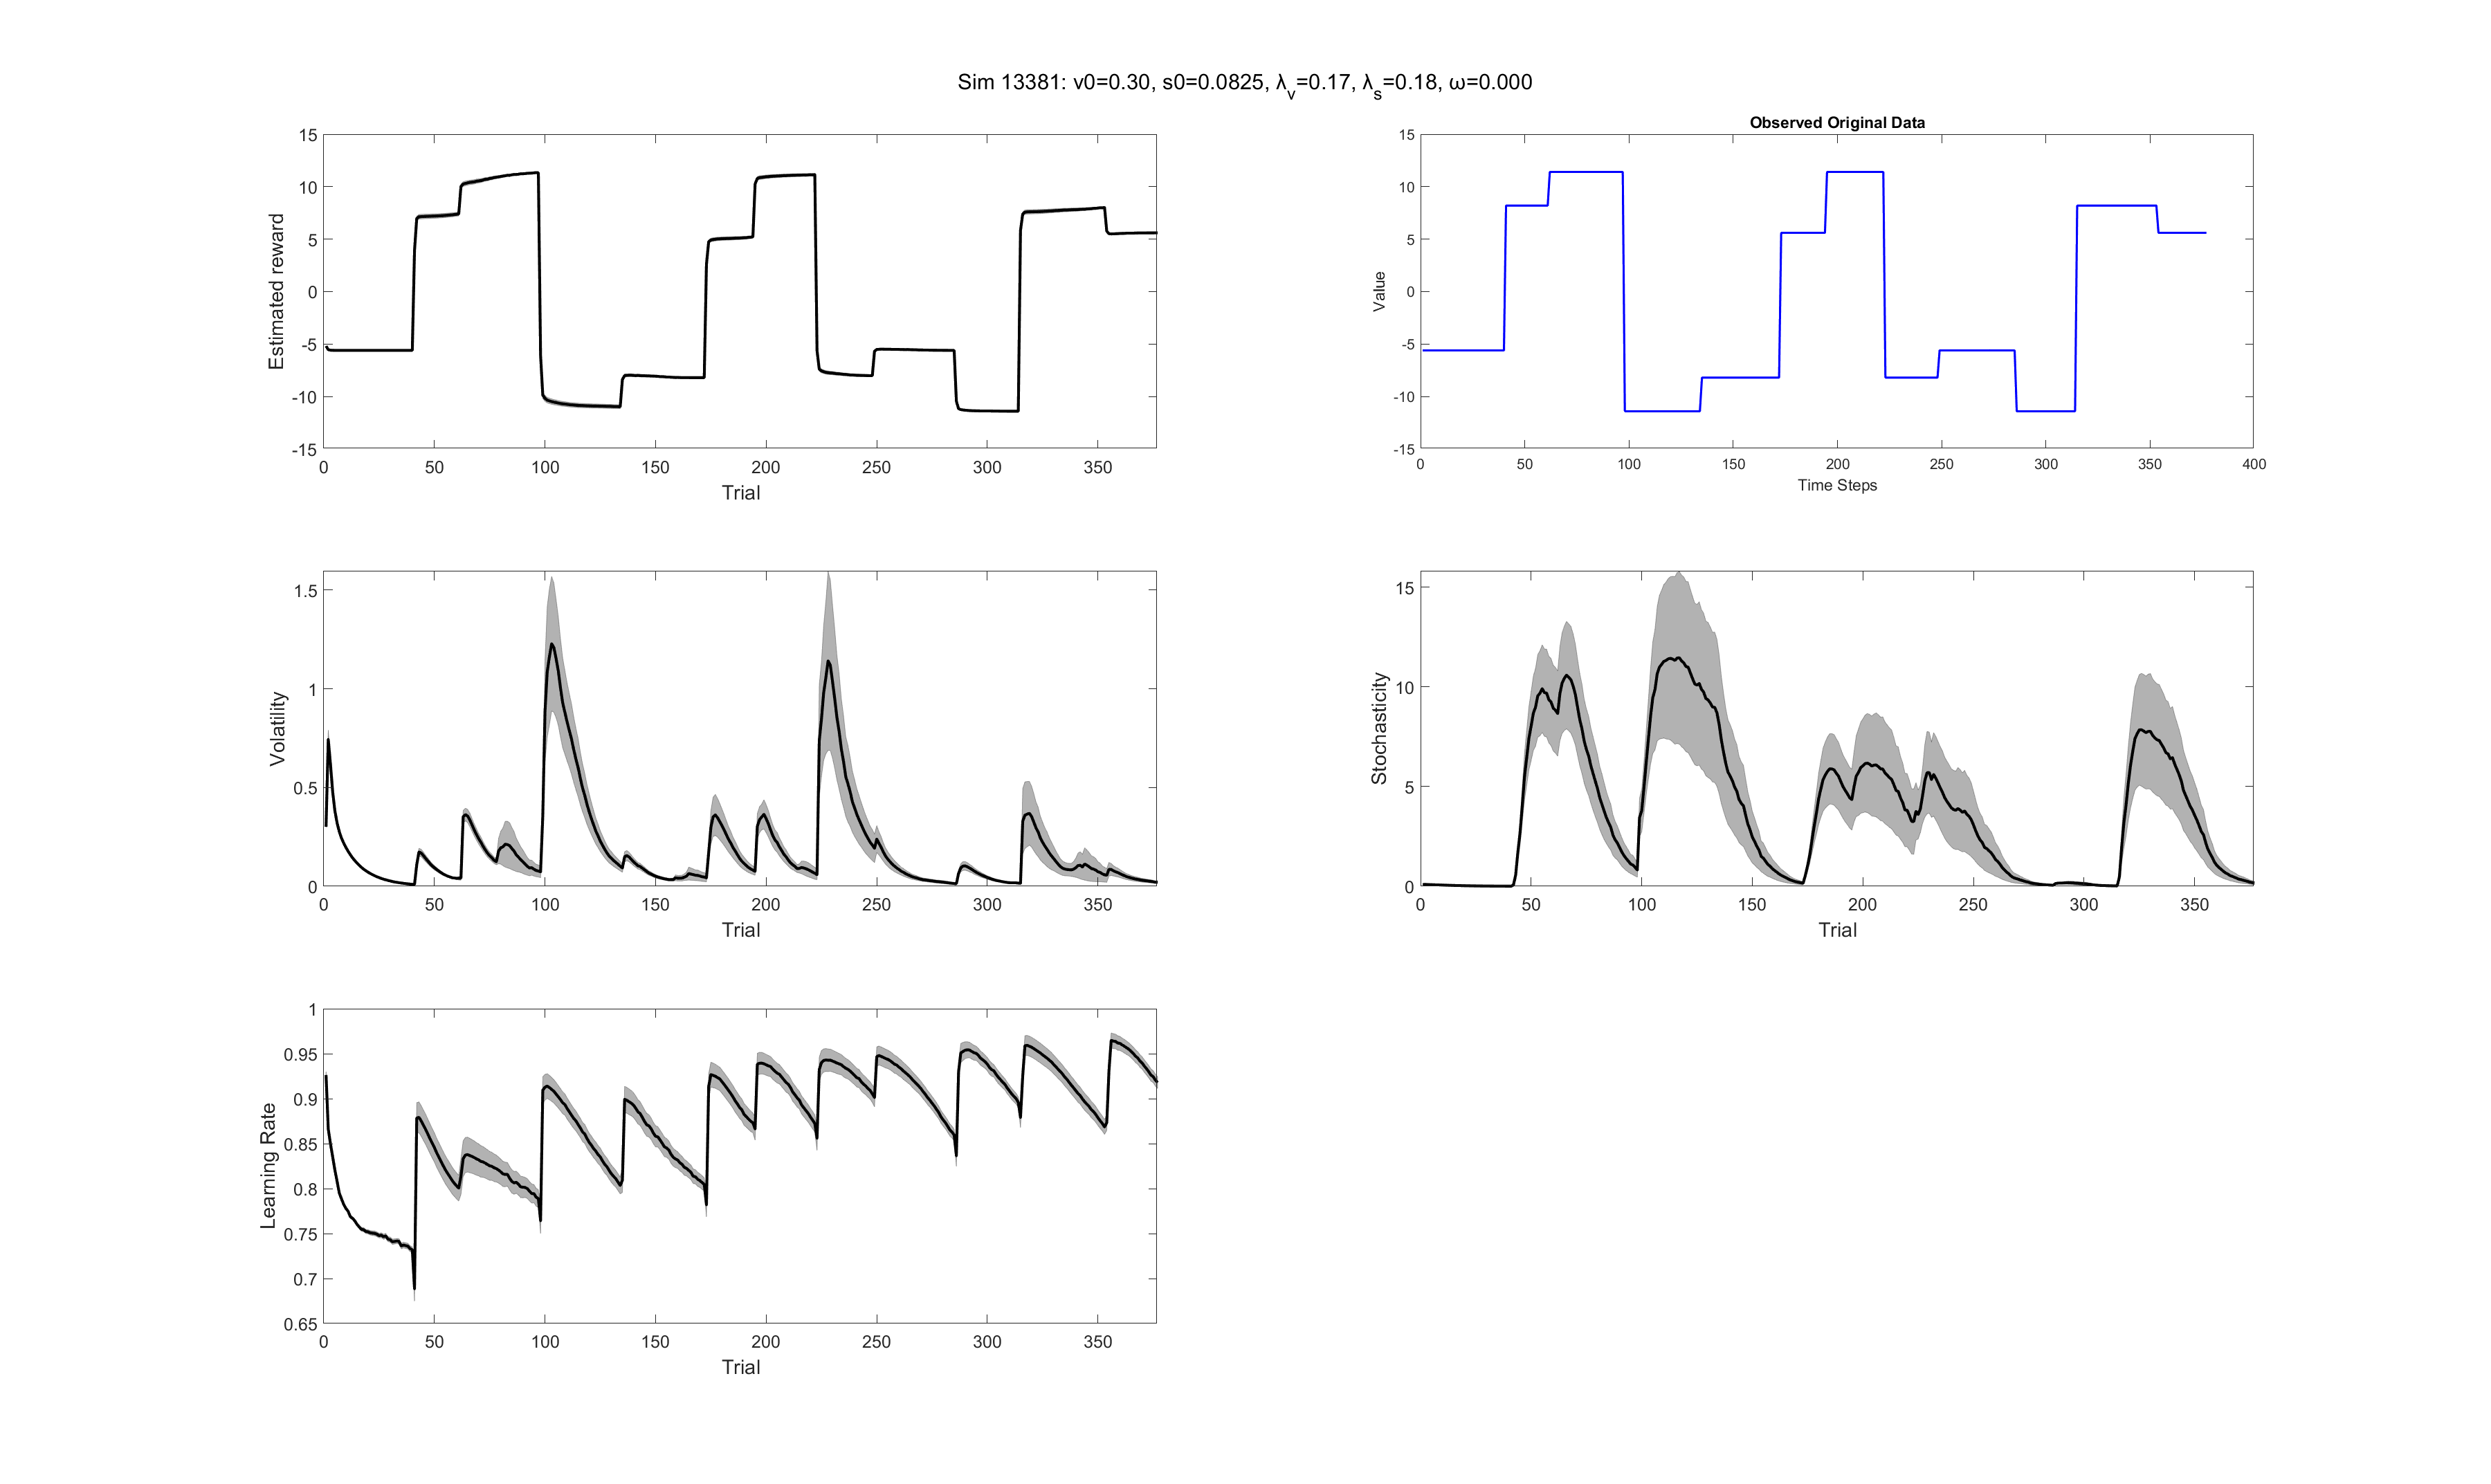 Sim 13381: v0=0.30, s0=0.0825, λv=0.17, λs=0.18, ω=0.000
Estimated reward
15
10
5
0
-5
-10
-15
0 50 100 150 200 250 300 350
Trial
Observed Original Data
Value
15
10
5
0
-5
-10
-15
0 50 100 150 200 250 300 350 400
Time Steps
Volatility
1.5
1
0.5
0
0 50 100 150 200 250 300 350
Trial
Stochasticity
15
10
5
0
0 50 100 150 200 250 300 350
Trial
Learning Rate
1
0.95
0.9
0.85
0.8
0.75
0.7
0.65
0 50 100 150 200 250 300 350
Trial